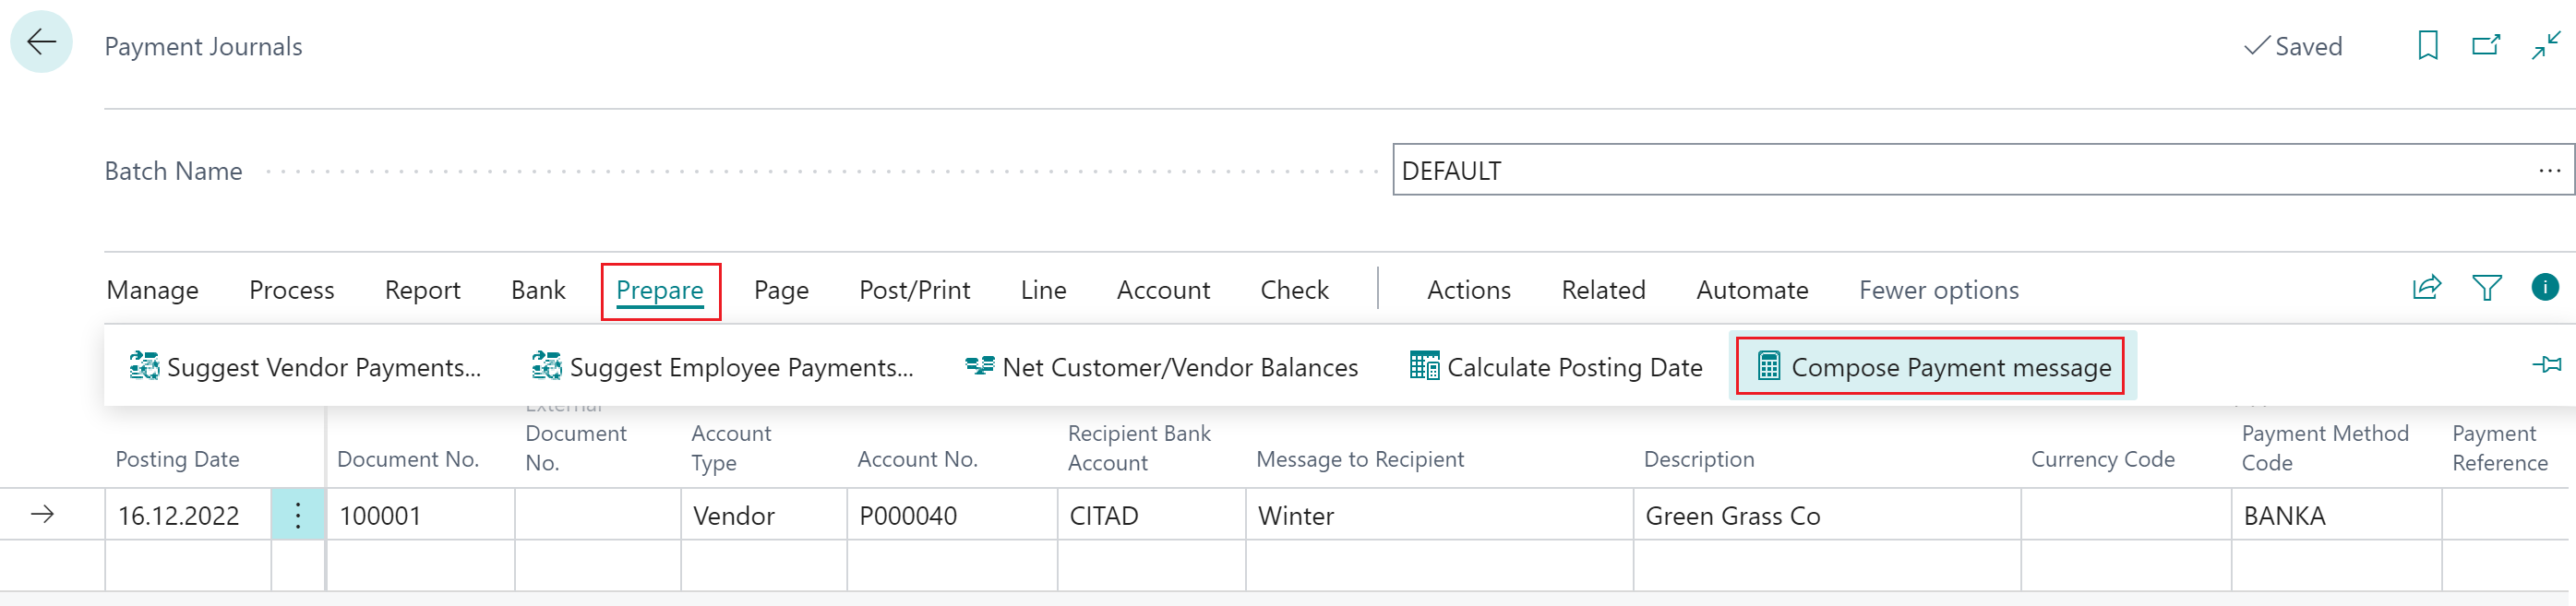 Payment Journals
Saved
Batch Name
DEFAULT
Manage Process Report Bank Prepare Page Post/Print Line Account Check Actions Related Automate Fewer options
Suggest Vendor Payments... Suggest Employee Payments... Net Customer/Vendor Balances Calculate Posting Date Compose Payment message
Posting Date
Document No.
External
Document
No.
Account
Type
Account No.
Recipient Bank
Account
Message to Recipient
Description
Currency Code
Payment Method
Code
Payment
Reference
16.12.2022 100001 Vendor P000040 CITAD Winter Green Grass Co BANKA